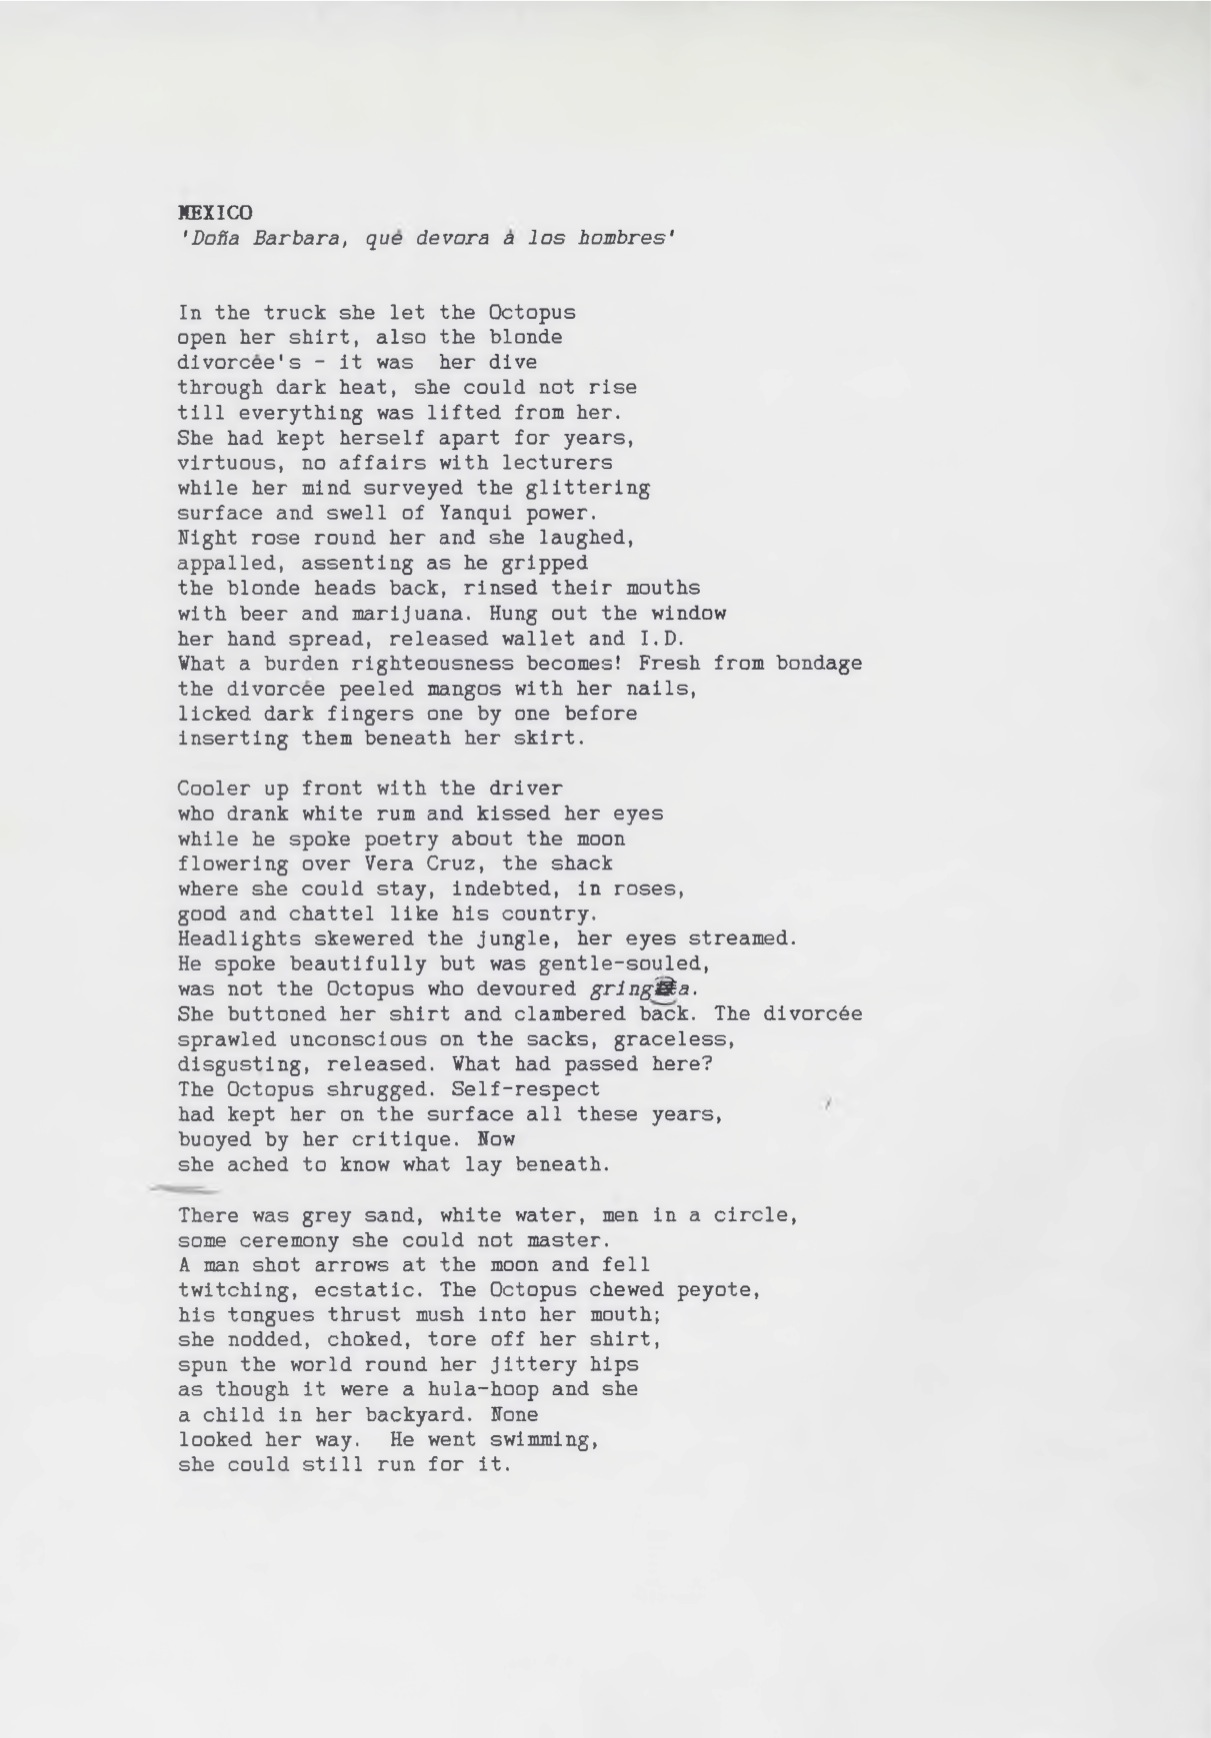 MEXICO
'Doña Barbara, qué devora à los hombres'
In the truck she let the Octopus
open her shirt, also the blonde
divorcée's - it was  her dive
through dark heat, she could not rise
till everything was lifted from her.
She had kept herself apart for years,
virtuous, no affairs with lecturers
while her mind surveyed the glittering
surface and swell of Yanqui power.
Night rose round her and she laughed,
appalled, assenting as he gripped
the blonde heads back, rinsed their mouths
with beer and marijuana. Hung out the window
her hand spread, released wallet and I.D.
What a burden righteousness becomes! Fresh from bondage
the divorcée peeled mangos with her nails,
licked dark fingers one by one before
inserting them beneath her skirt.
Cooler up front with the driver
who drank white rum and kissed her eyes
while he spoke poetry about the moon
flowering over Vera Cruz, the shack
where she could stay, indebted, in roses,
good and chattel like his country.
Headlights skewered the jungle, her eyes streamed.
He spoke beautifully but was gentle-souled,
was not the Octopus who devoured gringa.
She buttoned her shirt and clambered back. The divorcée
sprawled unconscious on the sacks, graceless,
disgusting, released. What had passed here?
The Octopus shrugged. Self-respect
had kept her on the surface all these years,
buoyed by her critique. Now
she ached to know what lay beneath.
There was grey sand, white water, men in a circle,
some ceremony she could not master.
A man shot arrows at the moon and fell
twitching, ecstatic. The Octopus chewed peyote,
his tongues thrust mush into her mouth;
she nodded, choked, tore off her shirt,
spun the world round her jittery hips
as though it were a hula-hoop and she
a child in her backyard. None
looked her way.  He went swimming,
she could still run for it.